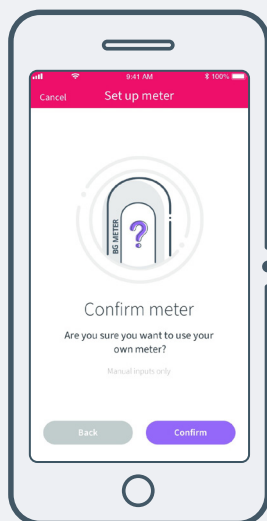 9:41 AM 100%
Cancel Set up meter
BG METER
?
Confirm meter
Are you sure you want to use your
own meter?
Manual inputs only
Back Confirm